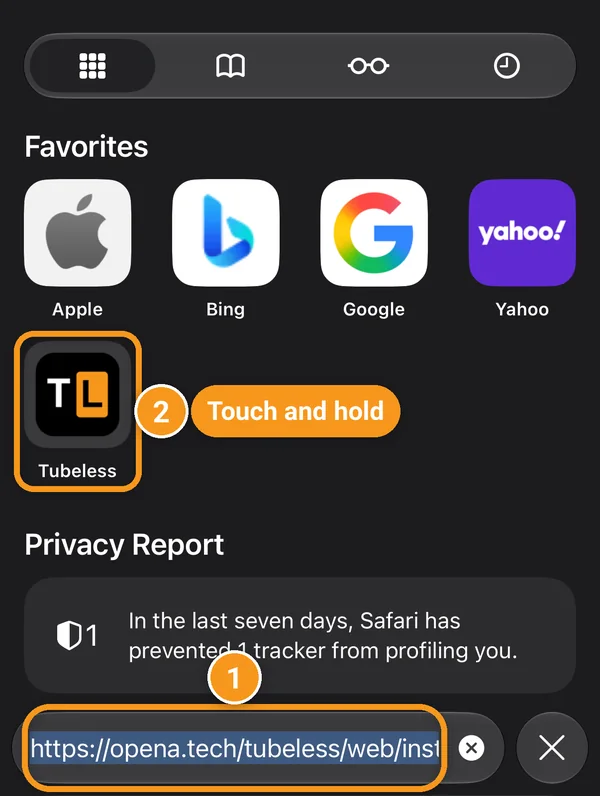 Favorites
yahoo!
Apple
Bing
Google
Yahoo
TL
2
Touch and hold
Tubeless
Privacy Report
1
In the last seven days, Safari has
prevented 1 tracker from profiling you.
1
https://opena.tech/tubeless/web/inst